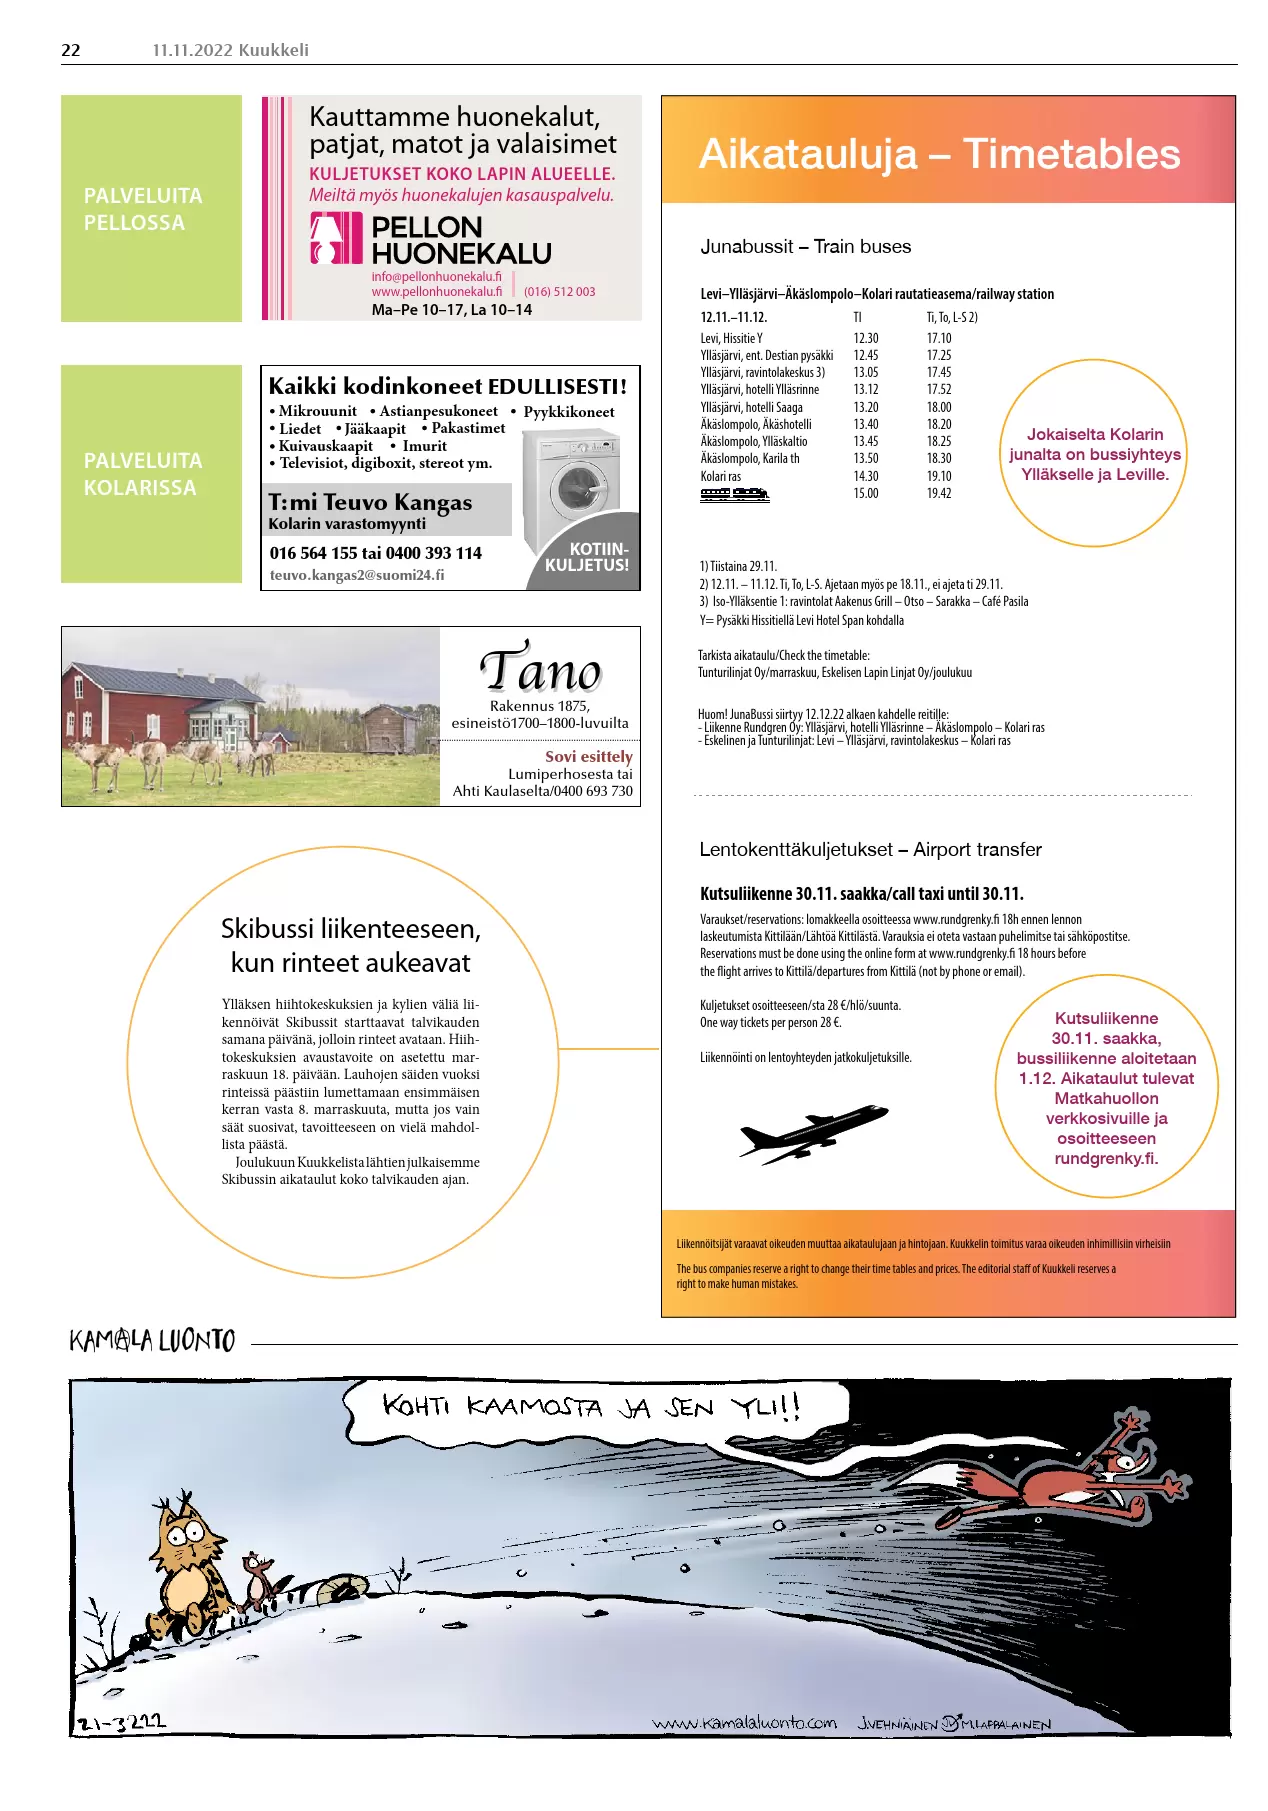 22 11.11.2022 Kuukkeli
PALVELUITA
PELLOSSA
Kauttamme huonekalut,
patjat, matot ja valaisimet
KULJETUKSET KOKO LAPIN ALUEELLE.
Meiltä myös huonekalujen kasauspalvelu.
PELLON
HUONEKALU
info@pellonhuonekalu.fi
www.pellonhuonekalu.fi (016) 512 003
Ma–Pe 10–17, La 10–14
PALVELUITA
KOLARISSA
Kaikki kodinkoneet EDULLISESTI!
• Mikrouunit • Astianpesukoneet • Pyykkikoneet
• Liedet • Jääkaapit • Pakastimet
• Kuivauskaapit • Imurit
• Televisiot, digiboxit, stereot ym.
T:mi Teuvo Kangas
Kolarin varastomyynti
016 564 155 tai 0400 393 114
teuvo.kangas2@suomi24.fi
KOTIIN-
KULJETUS!
Tano
Rakennus 1875,
esineistö1700–1800-luvuilta
Sovi esittely
Lumiperhosesta tai
Ahti Kaulaselta/0400 693 730
Skibussi liikenteeseen,
kun rinteet aukeavat
Ylläksen hiihtokeskuksien ja kylien väliä lii-
kennöivät Skibussit starttaavat talvikauden
samana päivänä, jolloin rinteet avataan. Hiih-
tokeskuksien avaustavoite on asetettu mar-
raskuun 18. päivään. Lauhojen säiden vuoksi
rinteissä päästiin lumettamaan ensimmäisen
kerran vasta 8. marraskuuta, mutta jos vain
säät suosivat, tavoitteeseen on vielä mahdol-
lista päästä.
Joulukuun Kuukkelista lähtien julkaisemme
Skibussin aikataulut koko talvikauden ajan.
Aikatauluja – Timetables
Junabussit – Train buses
Levi–Ylläsjärvi–Äkäslompolo–Kolari rautatieasema/railway station
12.11.–11.12. TI Ti, To, L-S 2)
Levi, Hissitie Y 12.30 17.10
Ylläsjärvi, ent. Destian pysäkki 12.45 17.25
Ylläsjärvi, ravintolakeskus 3) 13.05 17.45
Ylläsjärvi, hotelli Ylläsrinne 13.12 17.52
Ylläsjärvi, hotelli Saaga 13.20 18.00
Äkäslompolo, Äkäshotelli 13.40 18.20
Äkäslompolo, Ylläskaltio 13.45 18.25
Äkäslompolo, Karila th 13.50 18.30
Kolari ras 14.30 19.10
15.00 19.42
Jokaiselta Kolarin
junalta on bussiyhteys
Ylläkselle ja Leville.
1) Tiistaina 29.11.
2) 12.11. – 11.12. Ti, To, L-S. Ajetaan myös pe 18.11., ei ajeta ti 29.11.
3) Iso-Ylläksentie 1: ravintolat Aakenus Grill – Otso – Sarakka – Café Pasila
Y= Pysäkki Hissitiellä Levi Hotel Span kohdalla
Tarkista aikataulu/Check the timetable:
Tunturilinjat Oy/marraskuu, Eskelisen Lapin Linjat Oy/joulukuu
Huom! JunaBussi siirtyy 12.12.22 alkaen kahdelle reitille:
- Liikenne Rundgren Oy: Ylläsjärvi, hotelli Ylläsrinne – Äkäslompolo – Kolari ras
- Eskelinen ja Tunturilinjat: Levi – Ylläsjärvi, ravintolakeskus – Kolari ras
Lentokenttäkuljetukset – Airport transfer
Kutsuliikenne 30.11. saakka/call taxi until 30.11.
Varaukset/reservations: lomakkeella osoitteessa www.rundgrenky.fi 18h ennen lennon
laskeutumista Kittilään/Lähtöä Kittilästä. Varauksia ei oteta vastaan puhelimitse tai sähköpostitse.
Reservations must be done using the online form at www.rundgrenky.fi 18 hours before
the flight arrives to Kittilä/departures from Kittilä (not by phone or email).
Kuljetukset osoitteeseen/sta 28 €/hlö/suunta.
One way tickets per person 28 €.
Liikennöinti on lentoyhteyden jatkokuljetuksille.
Kutsuliikenne
30.11. saakka,
bussiliikenne aloitetaan
1.12. Aikataulut tulevat
Matkahuollon
verkkosivuille ja
osoitteeseen
rundgrenky.fi.
Liikennöitsijät varaavat oikeuden muuttaa aikataulujaan ja hintojaan. Kuukkelin toimitus varaa oikeuden inhimillisiin virheisiin
The bus companies reserve a right to change their time tables and prices. The editorial staff of Kuukkeli reserves a
right to make human mistakes.
KAMALA LUONTO
KOHTI KAAMOSTA JA SEN YLI!!
21-3222
www.kamalaluonto.com J.VEHNIÄINEN M.LAPPALAINEN